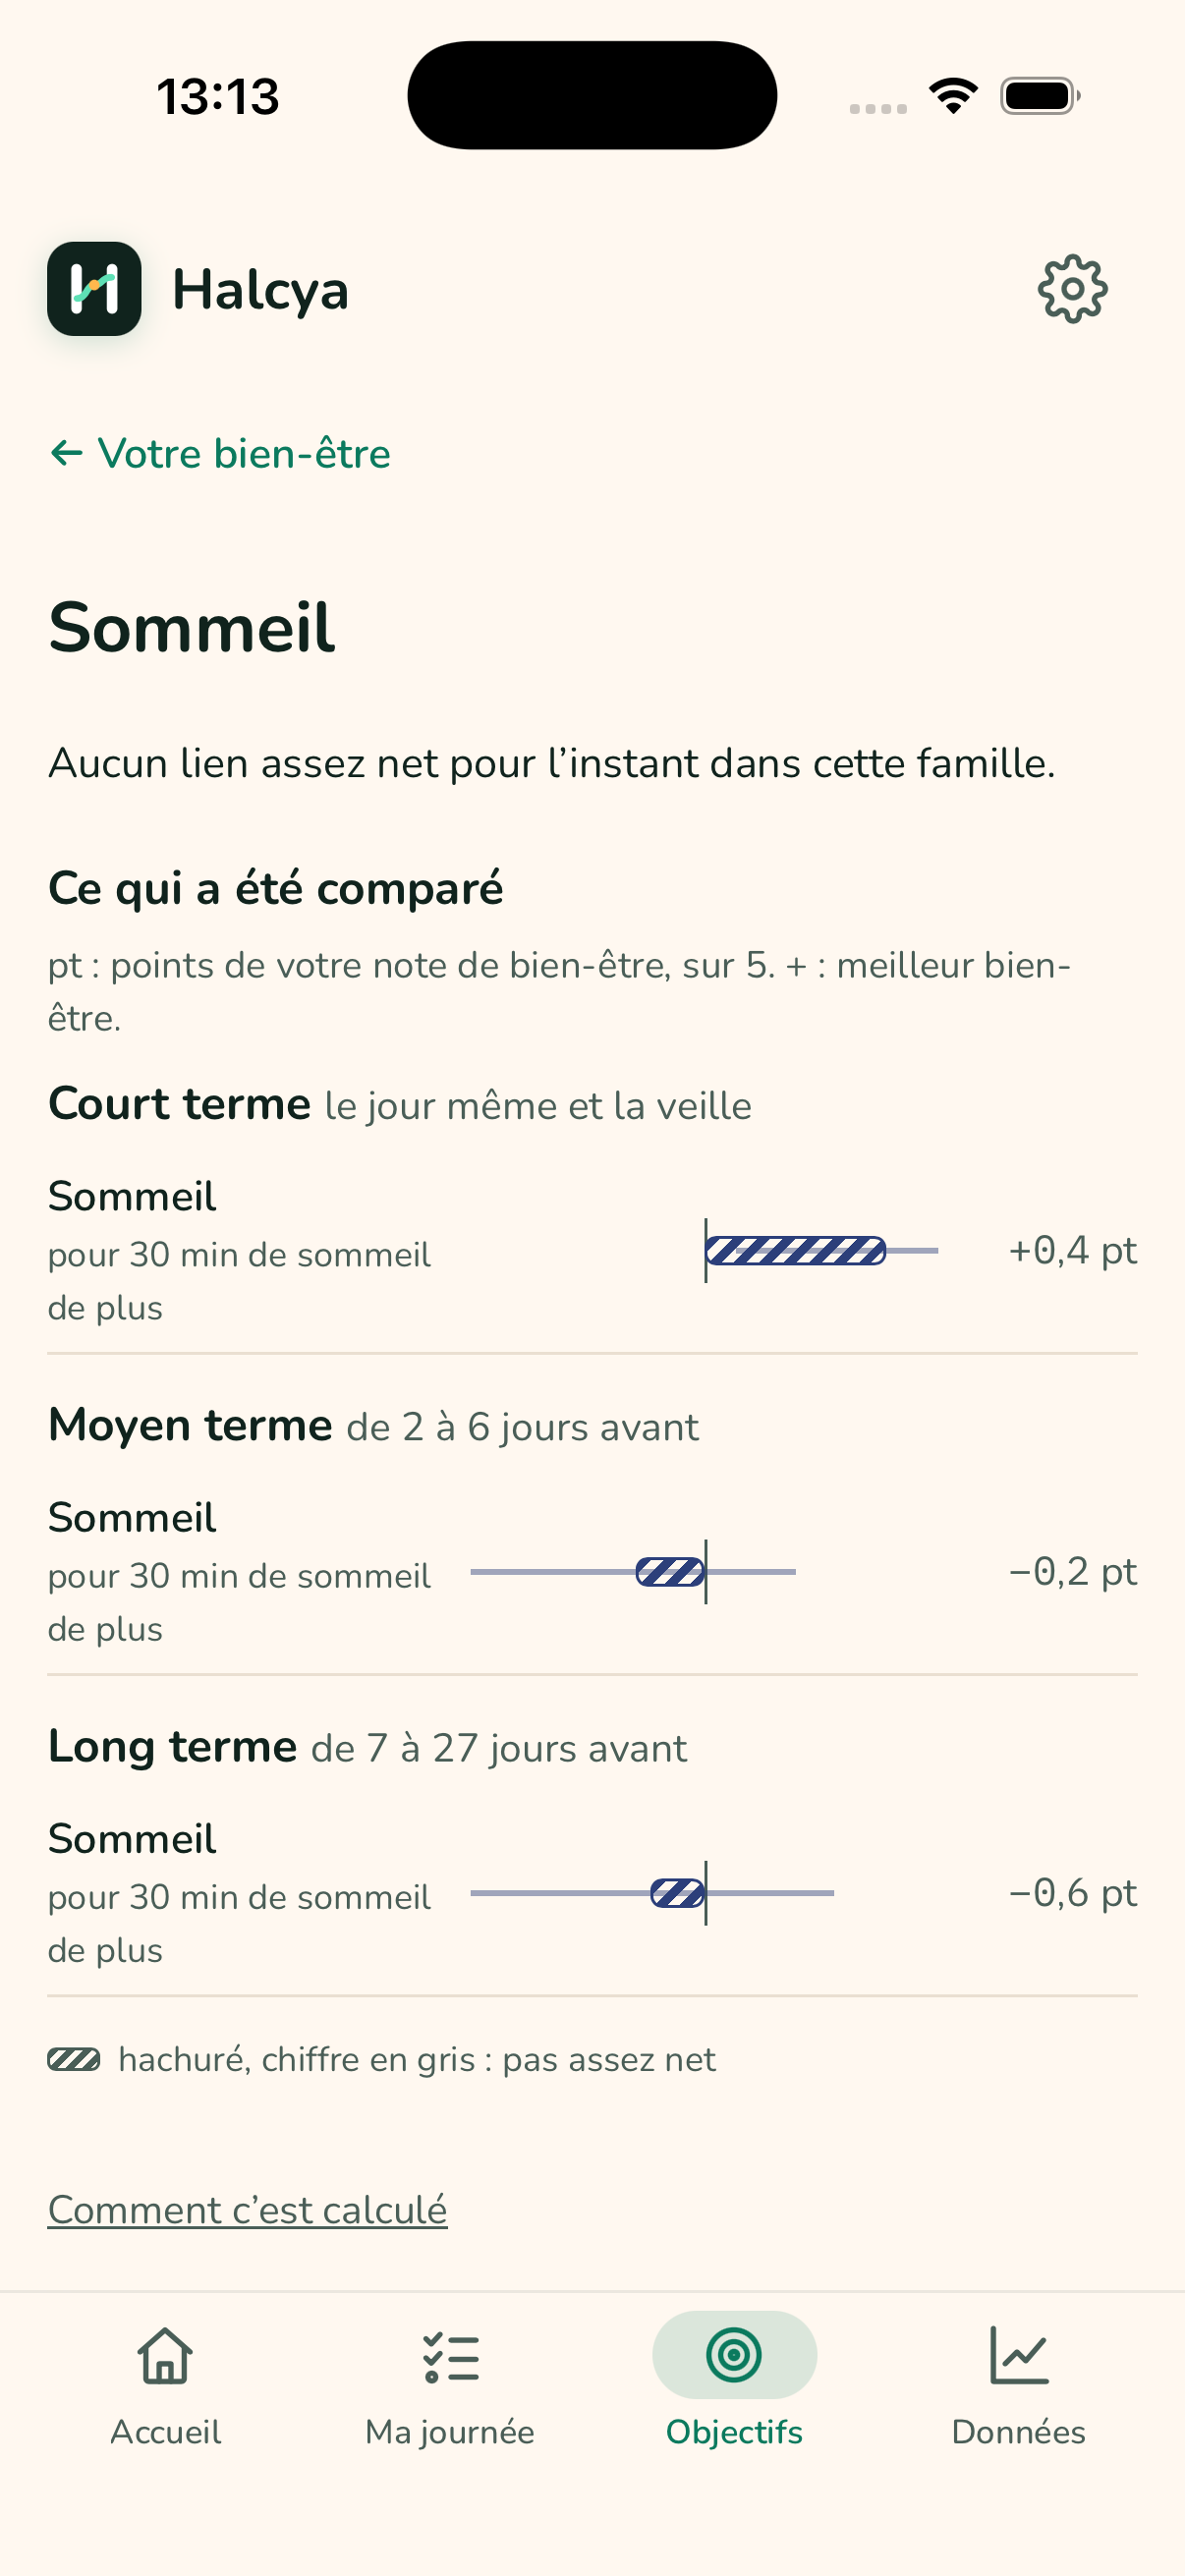 13:13
Halcya
← Votre bien-être
Sommeil
Aucun lien assez net pour l’instant dans cette famille.
Ce qui a été comparé
pt : points de votre note de bien-être, sur 5. + : meilleur bien-
être.
Court terme le jour même et la veille
Sommeil
pour 30 min de sommeil
de plus
+0,4 pt
Moyen terme de 2 à 6 jours avant
Sommeil
pour 30 min de sommeil
de plus
−0,2 pt
Long terme de 7 à 27 jours avant
Sommeil
pour 30 min de sommeil
de plus
−0,6 pt
hachuré, chiffre en gris : pas assez net
Comment c’est calculé
Accueil
Ma journée
Objectifs
Données